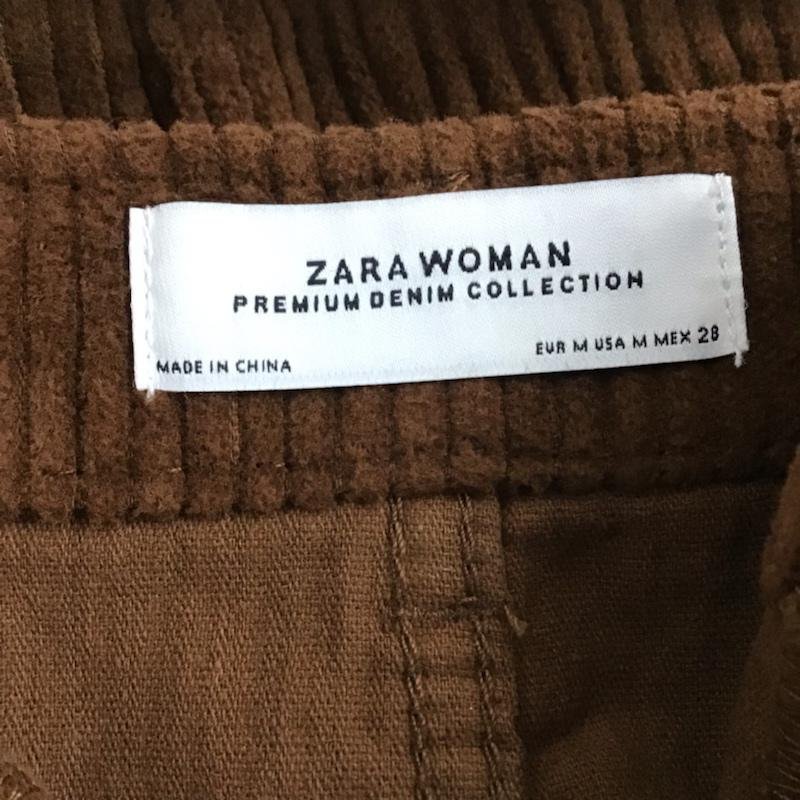 ZARA WOMAN
PREMIUM DENIM COLLECTION
EUR M USA M MEX 28
MADE IN CHINA